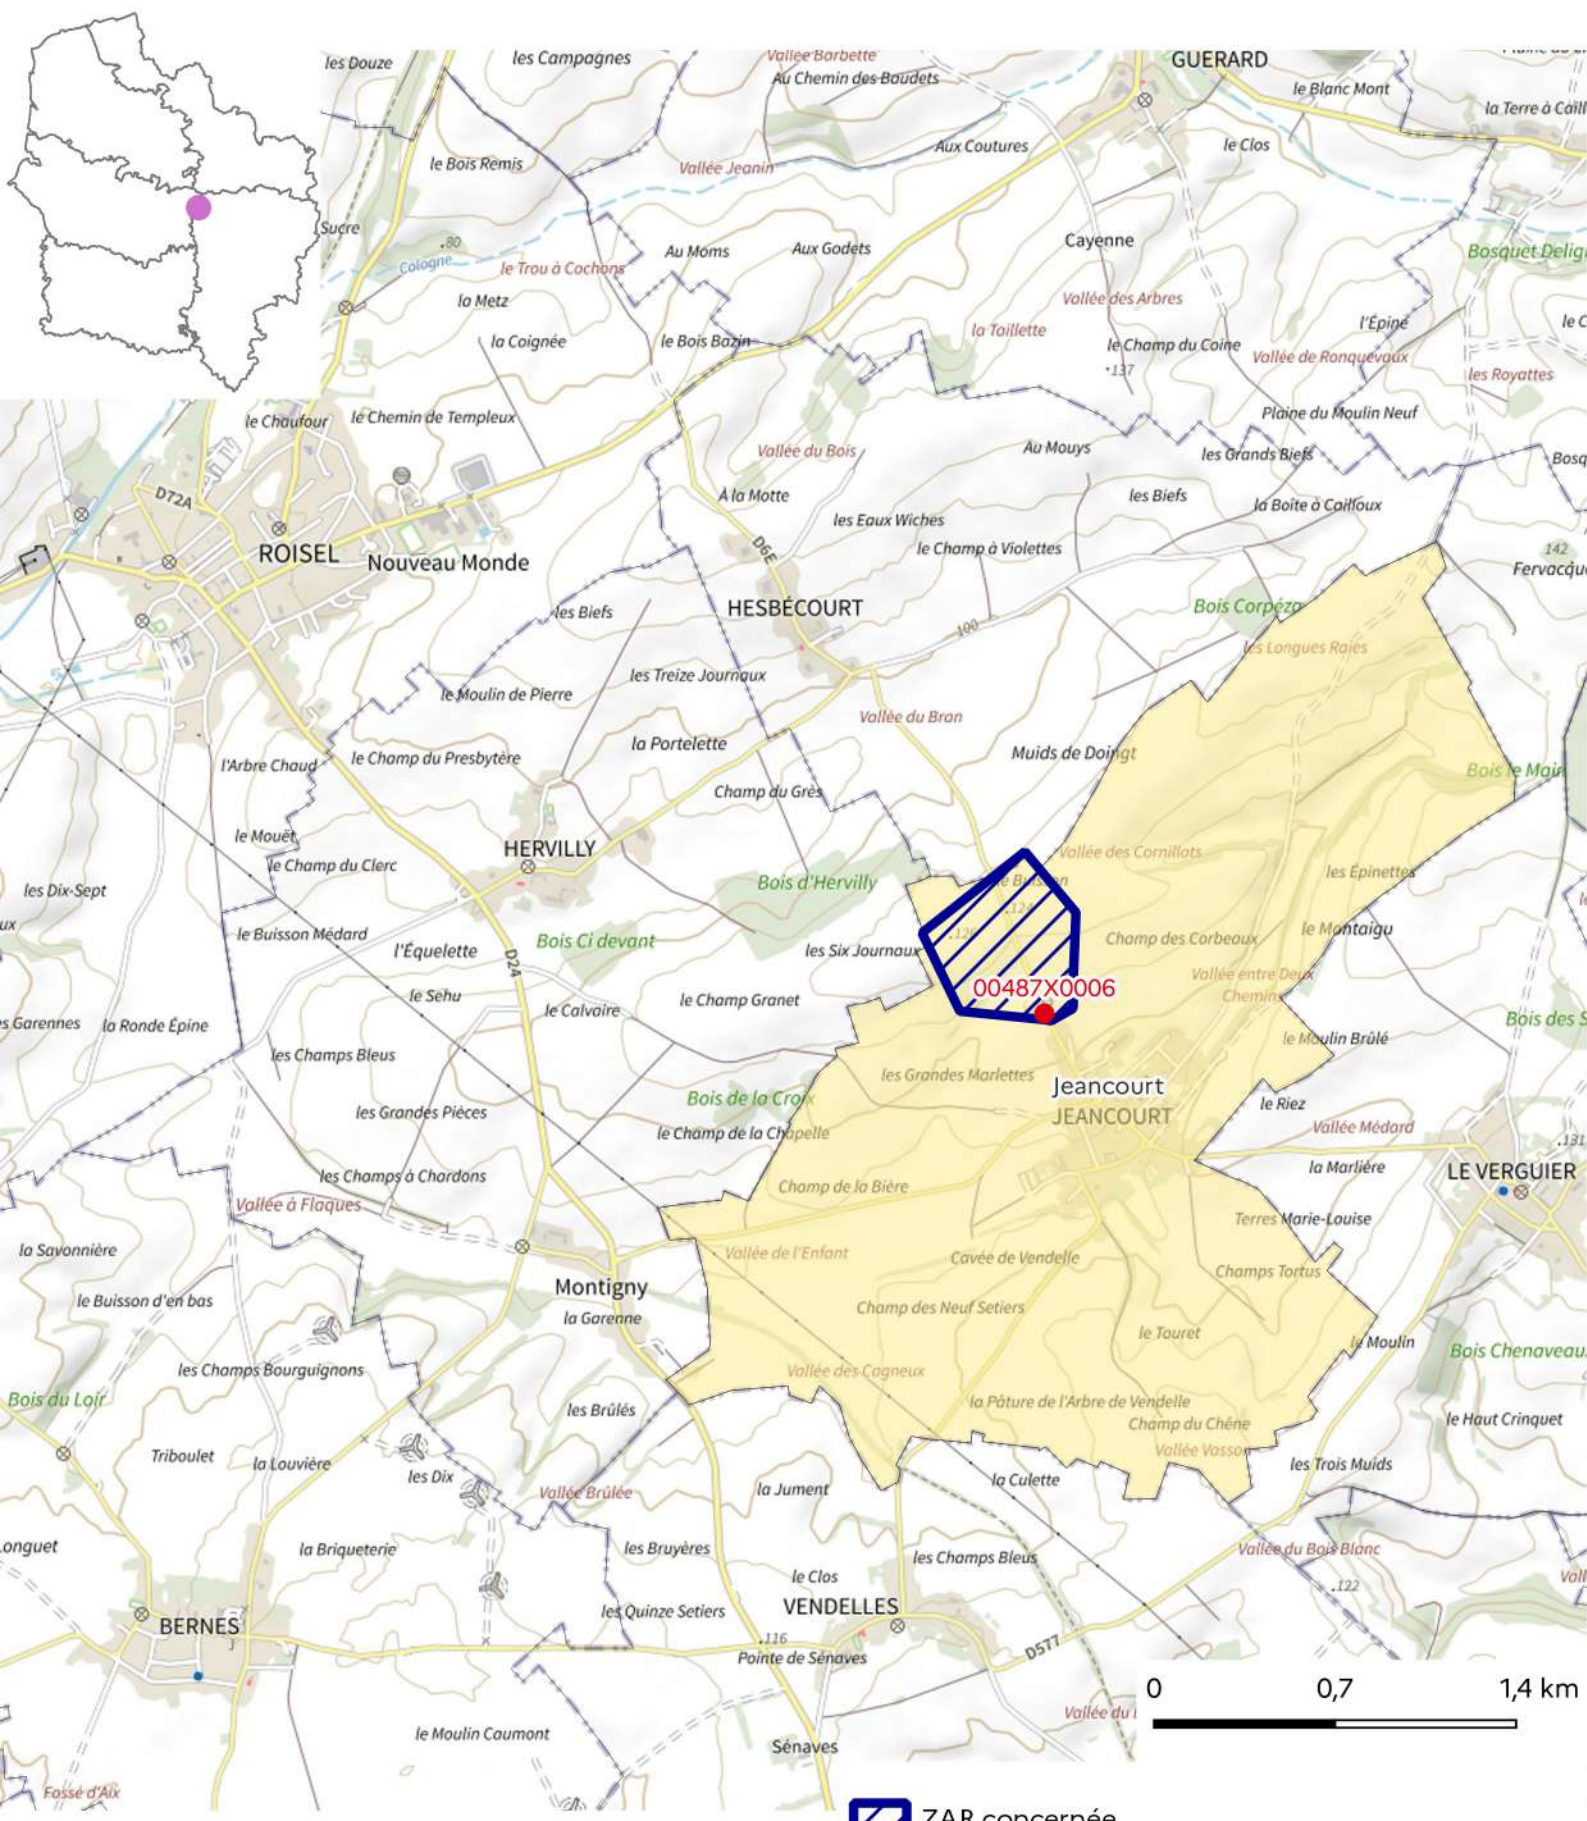 les Douze
les Campagnes
Vallée Barbette
Au Chemin des Baudets
GUERARD
le Blanc Mont
la Terre à Caill
le Bois Remis
Vallée Jeanin
Aux Coutures
le Clos
Sucre
.80
Cologne
le Trou à Cochons
Au Moms
Aux Godets
Cayenne
Bosquet Delig
la Metz
Vallée des Arbres
la Coignée
le Bois Bazin
la Taillette
le Champ du Coine
.137
l'Épine
le C
Vallée de Ronquevaux
les Royattes
le Chaufour
le Chemin de Templeux
Plaine du Moulin Neuf
Vallée du Bois
Au Mouys
les Grands Biefs
Bosq
D72A
À la Motte
les Biefs
la Boîte à Cailloux
les Eaux Wiches
ROISEL
Nouveau Monde
D6E
le Champ à Violettes
142
Fervacque
les Biefs
HESBÉCOURT
100
Bois Corpéza
les Longues Raies
les Treize Journaux
le Moulin de Pierre
Vallée du Bran
la Portelette
Muids de Doingt
l'Arbre Chaud
le Champ du Presbytère
Bois le Main
Champ du Grès
le Mouët
HERVILLY
Vallée des Cornillots
le Champ du Clerc
les Dix-Sept
Bois d'Hervilly
le Buisson
.124
les Épinettes
ux
le Buisson Médard
l'Équelette
Bois Ci devant
les Six Journaux
.126
Champ des Corbeaux
le Montaigu
D24
Vallée entre Deux
Chemins
00487X0006
le Sehu
le Calvaire
le Champ Granet
s Garennes
la Ronde Épine
Bois des S
les Champs Bleus
le Moulin Brûlé
les Grandes Marlettes
Jeancourt
JEANCOURT
les Grandes Pièces
Bois de la Croix
le Riez
le Champ de la Chapelle
Vallée Médard
.131
les Champs à Chardons
la Marlière
LE VERGUIER
Vallée à Flaques
Champ de la Bière
Terres Marie-Louise
la Savonnière
Vallée de l'Enfant
Cavée de Vendelle
Champs Tortus
Montigny
le Buisson d'en bas
la Garenne
Champ des Neuf Setiers
le Touret
le Moulin
Bois Chenaveau
les Champs Bourguignons
Vallée des Cagneux
Bois du Loir
les Brûlés
la Pâture de l'Arbre de Vendelle
Champ du Chêne
le Haut Crinquet
Triboulet
la Louvière
Vallée Vasson
les Dix
Vallée Brûlée
la Jument
la Culette
les Trois Muids
onguet
la Briqueterie
les Bruyères
les Champs Bleus
Vallée du Bois Blanc
le Clos
Vall
.122
BERNES
les Quinze Setiers
VENDELLES
.116
Pointe de Sénaves
D577
0 0,7 1,4 km
Vallée du
le Moulin Caumont
Sénaves
Fossé d'Aix
ZAR concernée